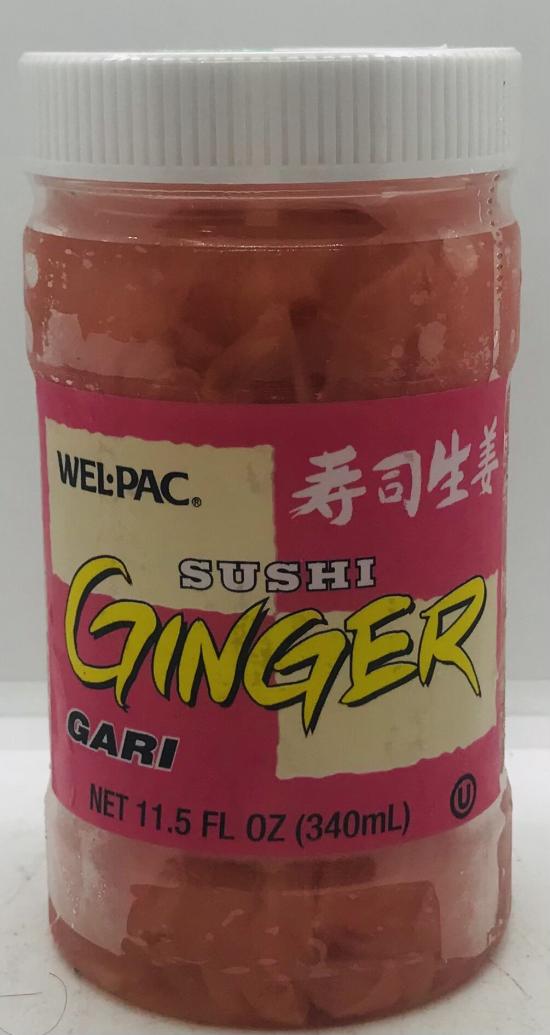 WEL·PAC®
寿司生姜
SUSHI
GINGER
GARI
NET 11.5 FL OZ (340mL)
U